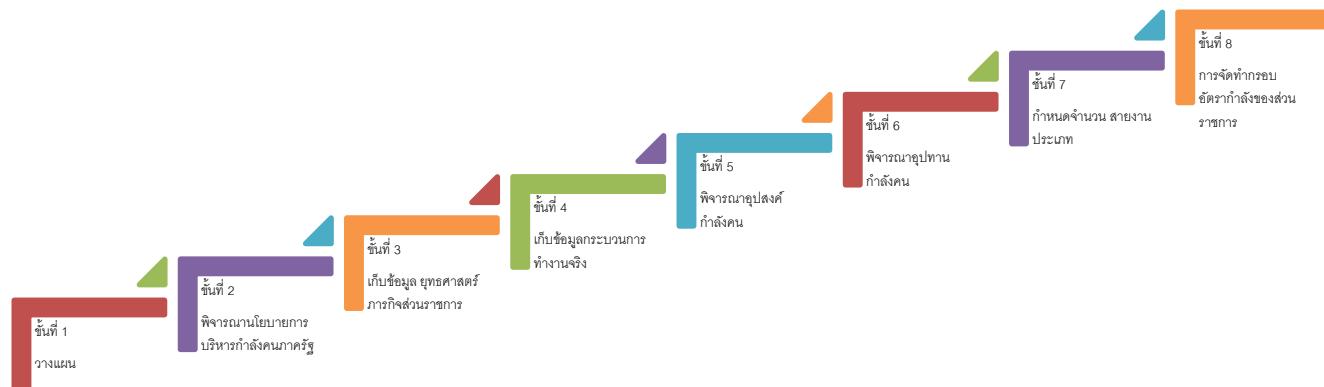 ขั้นที่ 1
วางแผน
ขั้นที่ 2
พิจารณานโยบายการ
บริหารกำลังคนภาครัฐ
ขั้นที่ 3
เก็บข้อมูล ยุทธศาสตร์
ภารกิจส่วนราชการ
ขั้นที่ 4
เก็บข้อมูลกระบวนการ
ทำงานจริง
ขั้นที่ 5
พิจารณาอุปสงค์
กำลังคน
ขั้นที่ 6
พิจารณาอุปทาน
กำลังคน
ขั้นที่ 7
กำหนดจำนวน สายงาน
ประเภท
ขั้นที่ 8
การจัดทำกรอบ
อัตรากำลังของส่วน
ราชการ